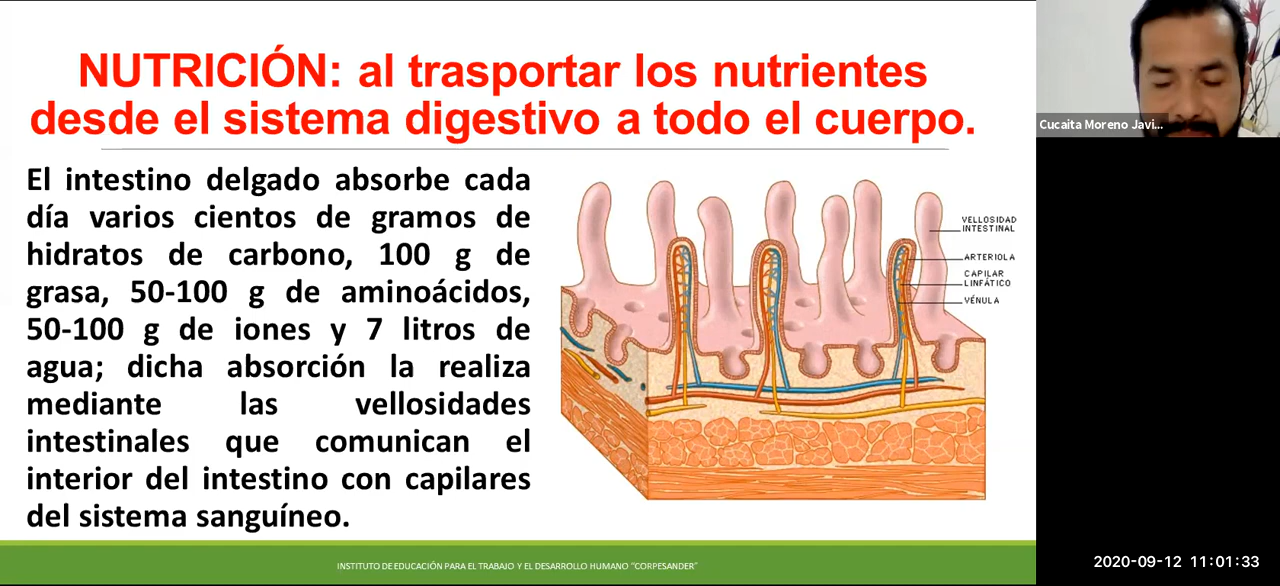 NUTRICIÓN: al trasportar los nutrientes
desde el sistema digestivo a todo el cuerpo.
El intestino delgado absorbe cada
día varios cientos de gramos de
hidratos de carbono, 100 g de
grasa, 50-100 g de aminoácidos,
50-100 g de iones y 7 litros de
agua; dicha absorción la realiza
mediante las vellosidades
intestinales que comunican el
interior del intestino con capilares
del sistema sanguíneo.
VELLOSIDAD
INTESTINAL
ARTERIOLA
CAPILAR
LINFÁTICO
VÉNULA
INSTITUTO DE EDUCACIÓN PARA EL TRABAJO Y EL DESARROLLO HUMANO "CORPESANDER"
Cucaita Moreno Javi...
2020-09-12 11:01:33